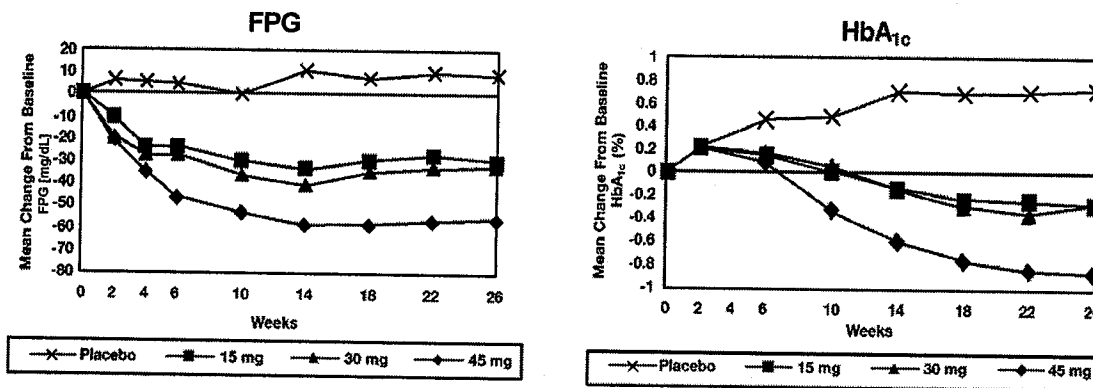 FPG
Mean Change From Baseline
FPG [mg/dL]
20
10
0
-10
-20
-30
-40
-50
-60
-70
-80
0 2 4 6 10 14 18 22 26
Weeks
Placebo 15 mg 30 mg 45 mg
HbA1c
Mean Change From Baseline
HbA1c (%)
1
0.8
0.6
0.4
0.2
0
-0.2
-0.4
-0.6
-0.8
-1
0 2 4 6 10 14 18 22
Weeks
Placebo 15 mg 30 mg 45 mg